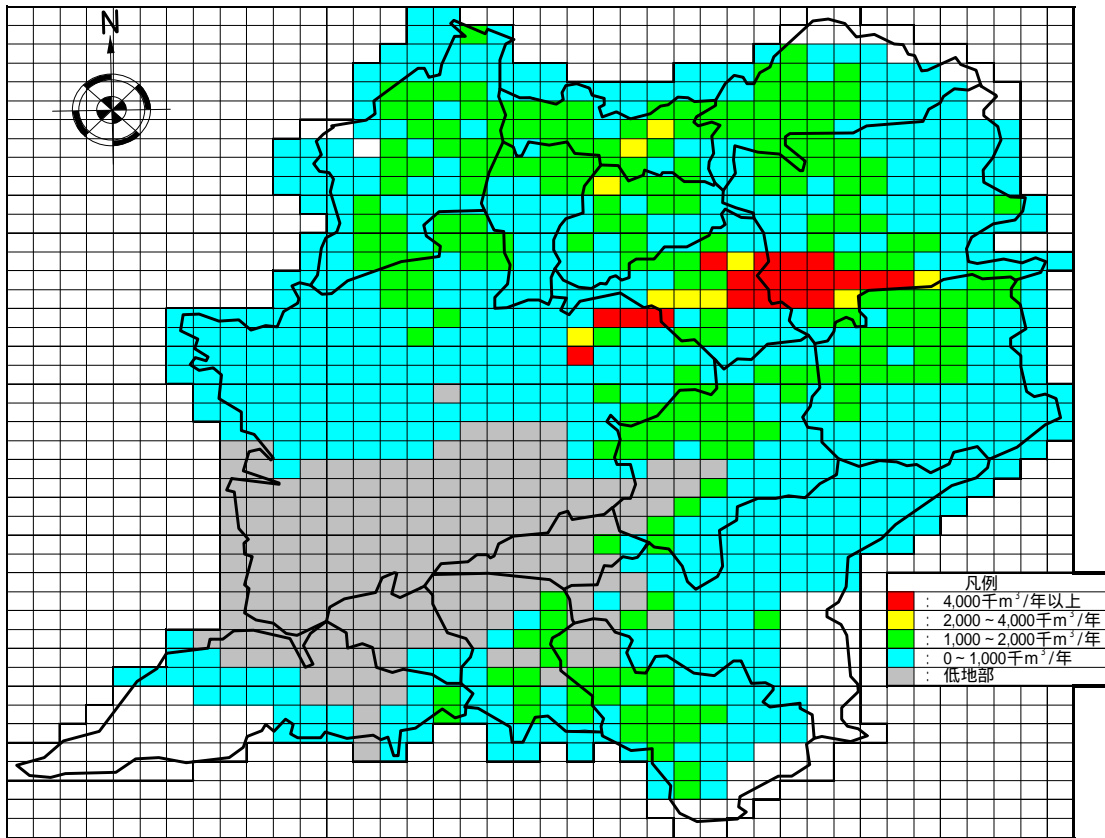 N
凡例
: 4,000千m³/年以上
: 2,000~4,000千m³/年
: 1,000~2,000千m³/年
: 0~1,000千m³/年
: 低地部